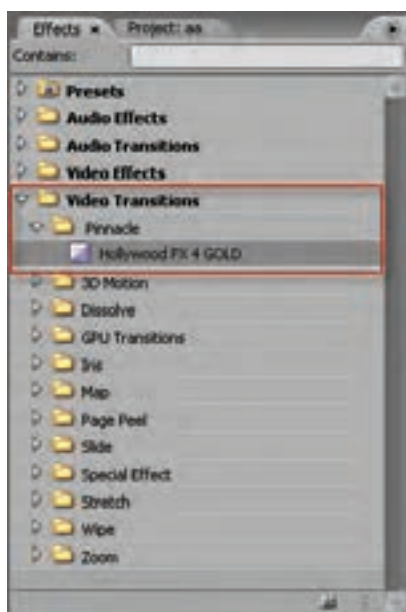 Effects × Project: aa
Contains:
Presets
Audio Effects
Audio Transitions
Video Effects
Video Transitions
Pinnacle
Hollywood FX 4 GOLD
3D Motion
Dissolve
GPU Transitions
Iris
Map
Page Peel
Slide
Special Effect
Stretch
Wipe
Zoom